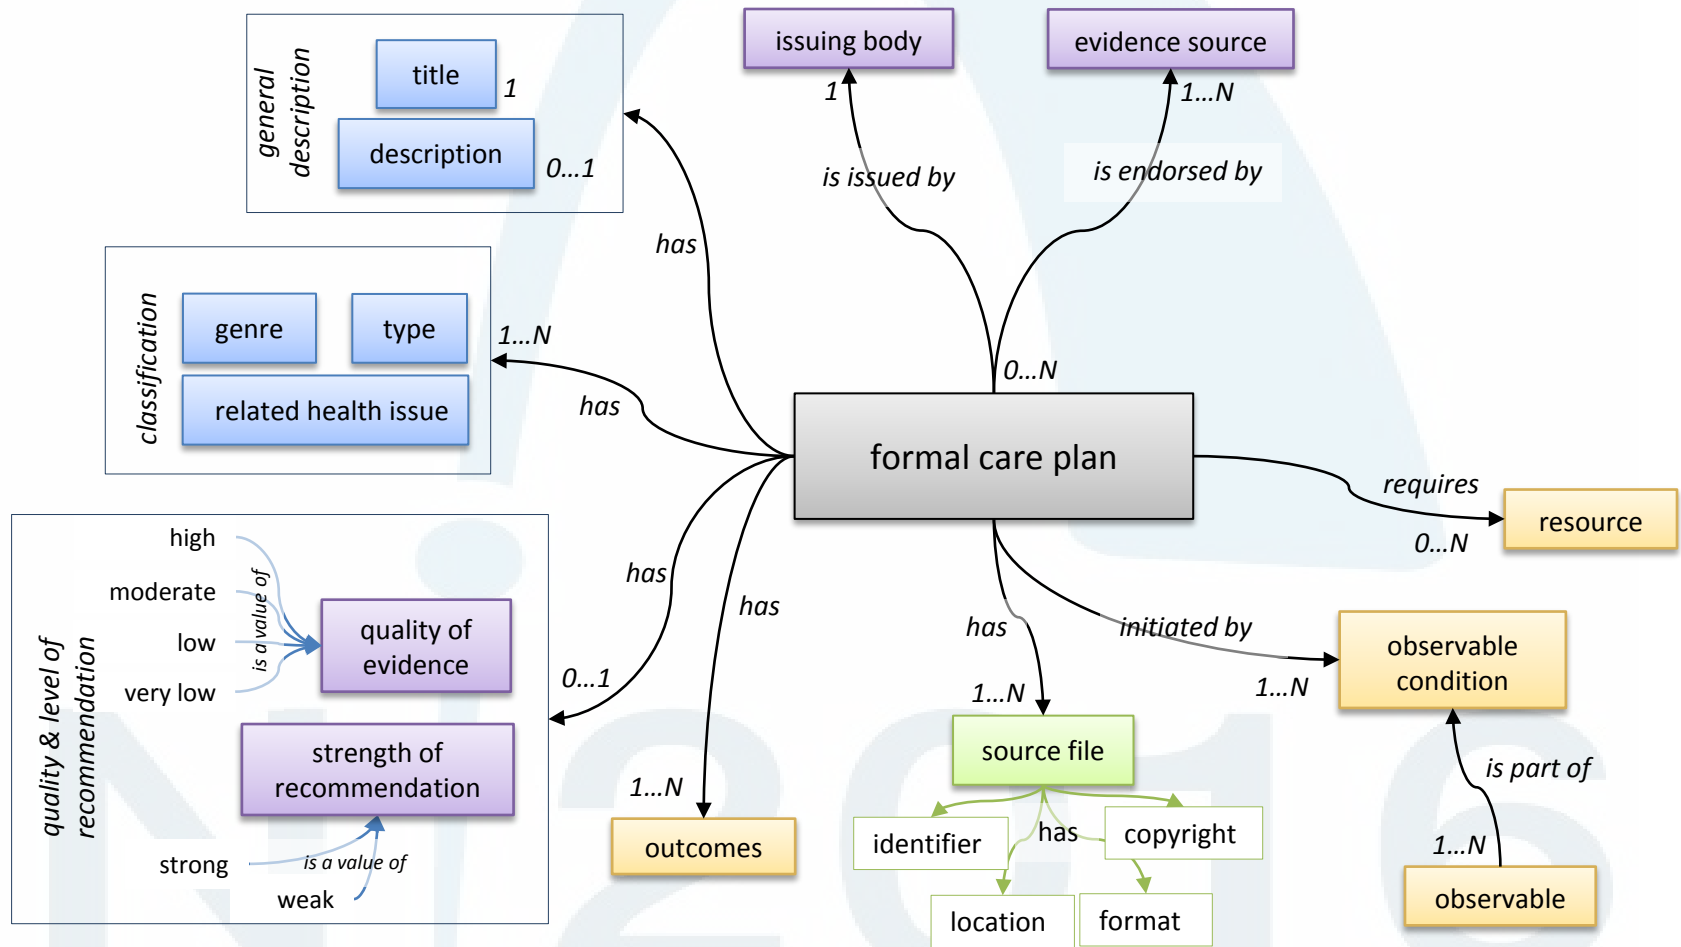 general
description
title
1
description
0...1
issuing body
1
is issued by
evidence source
1...N
is endorsed by
has
classification
genre
type
related health issue
1...N
has
0...N
formal care plan
requires
0...N
resource
quality & level of
recommendation
high
moderate
low
very low
is a value of
quality of
evidence
strength of
recommendation
strong
weak
is a value of
has
0...1
has
1...N
outcomes
has
1...N
source file
has
identifier
copyright
location
format
initiated by
1...N
observable
condition
is part of
1...N
observable
Ni 2016